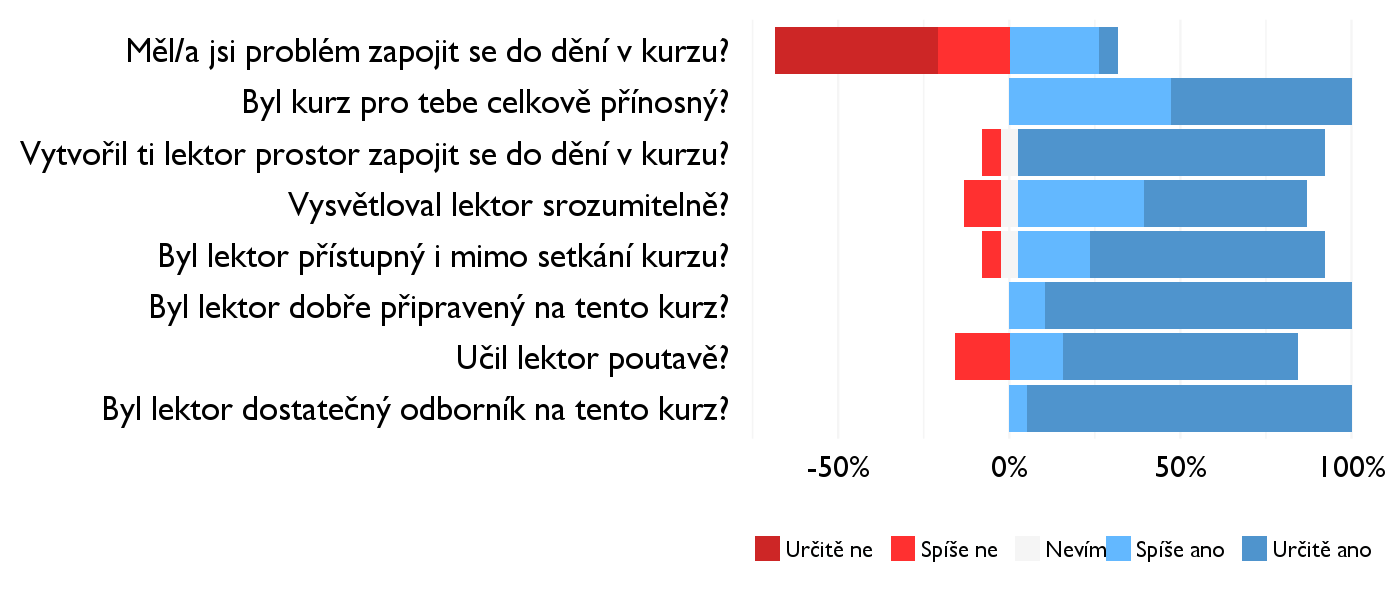 Měl/a jsi problém zapojit se do dění v kurzu?
Byl kurz pro tebe celkově přínosný?
Vytvořil ti lektor prostor zapojit se do dění v kurzu?
Vysvětloval lektor srozumitelně?
Byl lektor přístupný i mimo setkání kurzu?
Byl lektor dobře připravený na tento kurz?
Učil lektor poutavě?
Byl lektor dostatečný odborník na tento kurz?
-50% 0% 50% 100%
Určitě ne Spíše ne Nevím Spíše ano Určitě ano